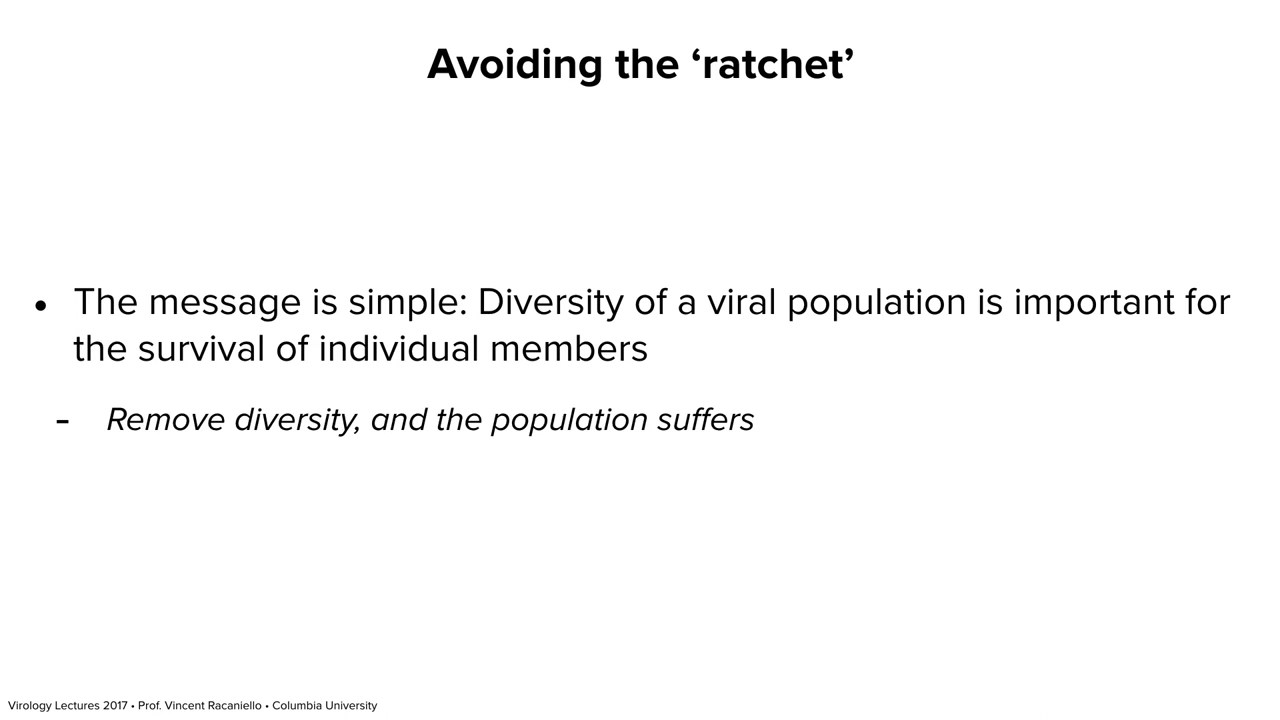 Avoiding the ‘ratchet’
• The message is simple: Diversity of a viral population is important for
the survival of individual members
- Remove diversity, and the population suffers
Virology Lectures 2017 • Prof. Vincent Racaniello • Columbia University